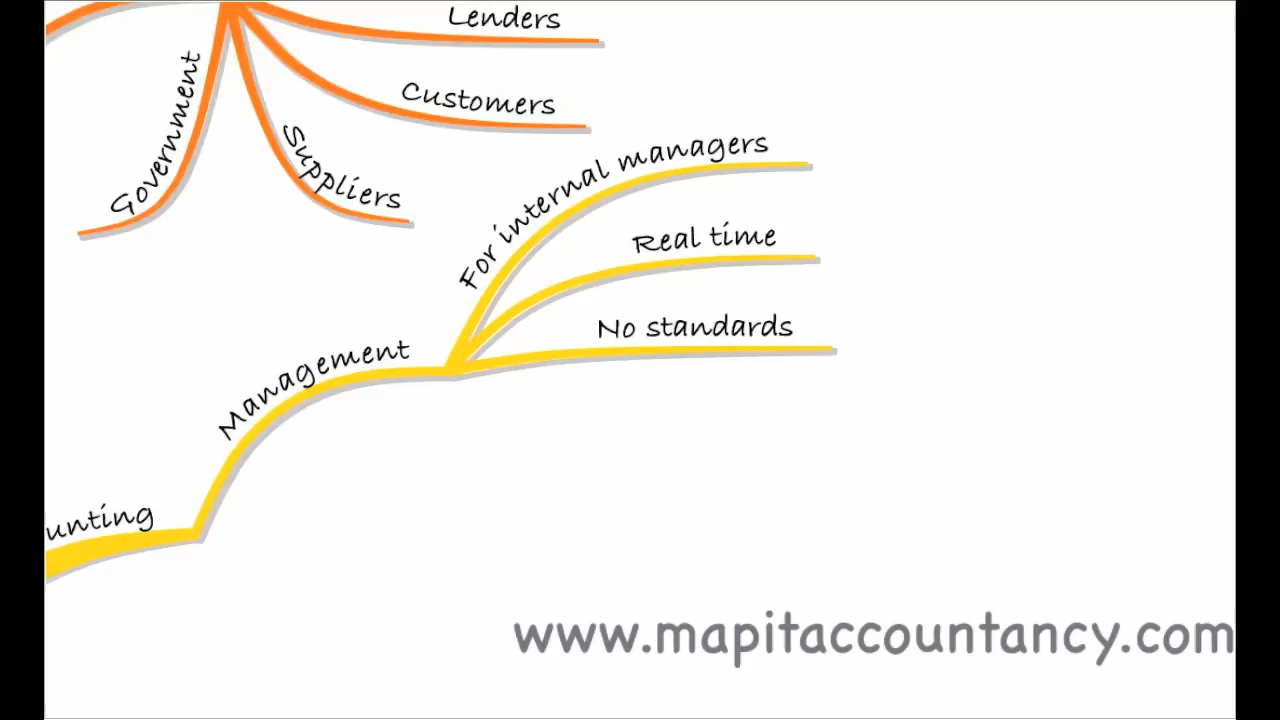 Lenders
Customers
Government
Suppliers
For internal managers
Real time
No standards
Management
unting
www.mapitaccountancy.com